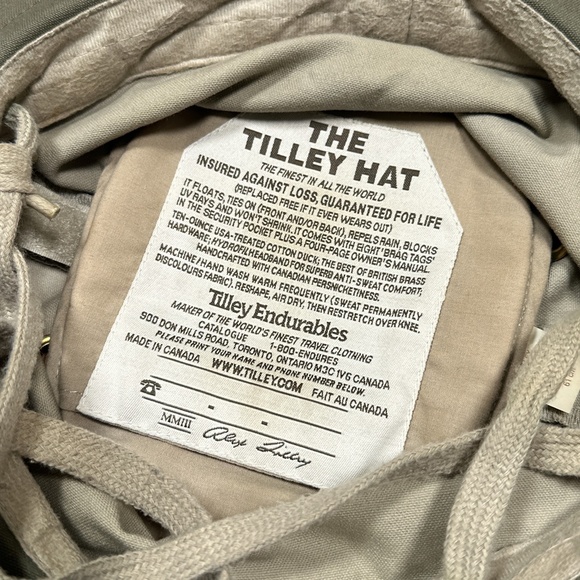 THE
TILLEY HAT
THE FINEST IN ALL THE WORLD
INSURED AGAINST LOSS, GUARANTEED FOR LIFE
(REPLACED FREE IF IT EVER WEARS OUT)
IT FLOATS, TIES ON (FRONT AND/OR BACK), REPELS RAIN, BLOCKS
UV RAYS AND WON'T SHRINK. IT COMES WITH EIGHT 'BRAG TAGS'
IN THE SECURITY POCKET PLUS A FOUR-PAGE OWNER'S MANUAL.
TEN-OUNCE USA-TREATED COTTON DUCK; THE BEST OF BRITISH BRASS
HARDWARE; HYDROFIL HEADBAND FOR SUPERB ANTI-SWEAT COMFORT;
HANDCRAFTED WITH CANADIAN PERSNICKETINESS.
MACHINE/HAND WASH WARM FREQUENTLY (SWEAT PERMANENTLY
DISCOLOURS FABRIC). RESHAPE, AIR DRY, THEN RESTRETCH OVER KNEE.
Tilley Endurables
MAKER OF THE WORLD'S FINEST TRAVEL CLOTHING
CATALOGUE 1-800-ENDURES
900 DON MILLS ROAD, TORONTO, ONTARIO M3C 1V6 CANADA
PLEASE PRINT YOUR NAME AND PHONE NUMBER BELOW.
MADE IN CANADA WWW.TILLEY.COM FAIT AU CANADA
☎ - -
MMIII Alex Tilley